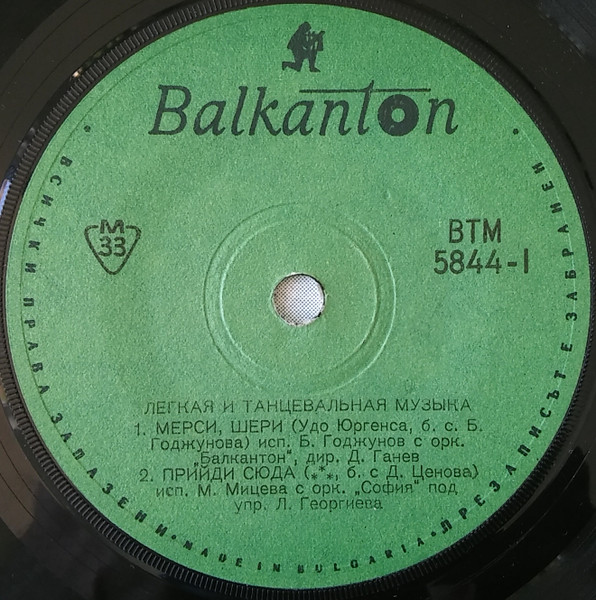 Balkanton
М
33
ВТМ
5844-I
ЛЕГКАЯ И ТАНЦЕВАЛЬНАЯ МУЗЫКА
1. МЕРСИ, ШЕРИ (Удо Юргенса, б. с. Б.
Годжунова) исп. Б. Годжунов с орк.
„Балкантон“, дир. Д. Ганев
2. ПРИЙДИ СЮДА (***, б. с Д. Ценова)
исп. М. Мицева с орк. „София“ под
упр. Л. Георгиева
ВСИЧКИ ПРАВА ЗАПАЗЕНИ • MADE IN BULGARIA • ПРЕЗАПИСЪТ Е ЗАБРАНЕН